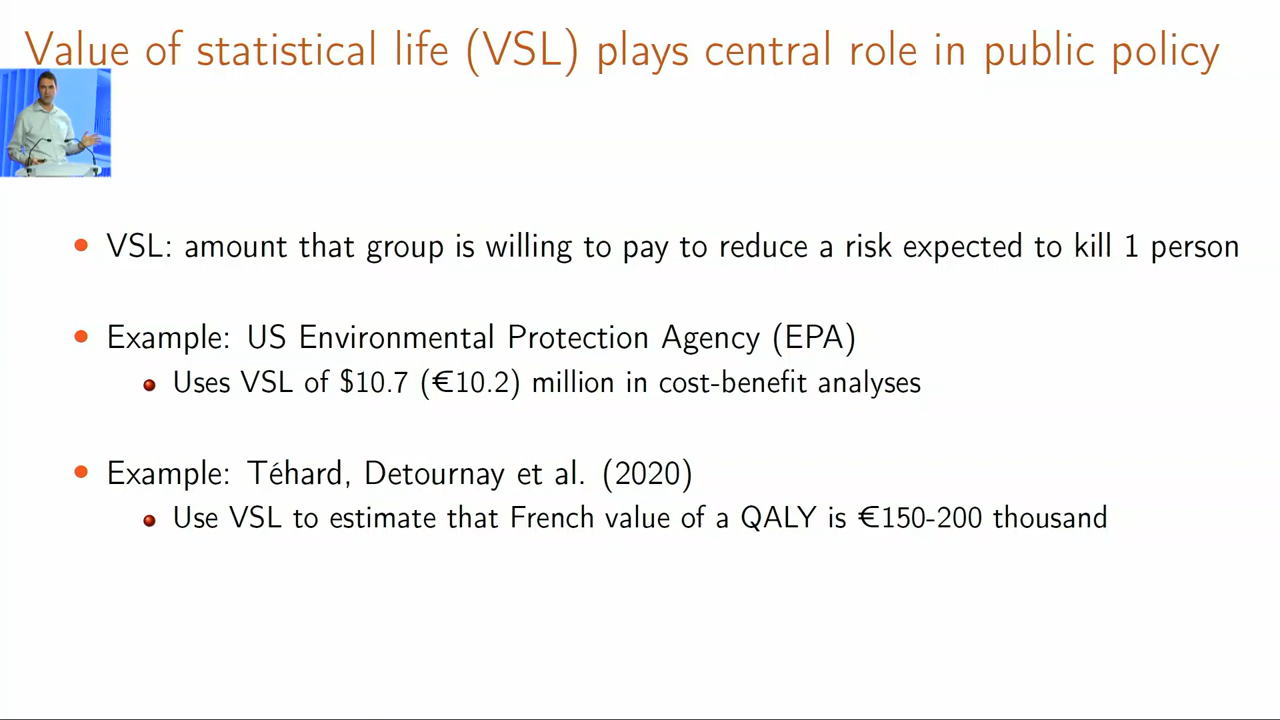 Value of statistical life (VSL) plays central role in public policy
• VSL: amount that group is willing to pay to reduce a risk expected to kill 1 person
• Example: US Environmental Protection Agency (EPA)
• Uses VSL of $10.7 (€10.2) million in cost-benefit analyses
• Example: Téhard, Detournay et al. (2020)
• Use VSL to estimate that French value of a QALY is €150-200 thousand